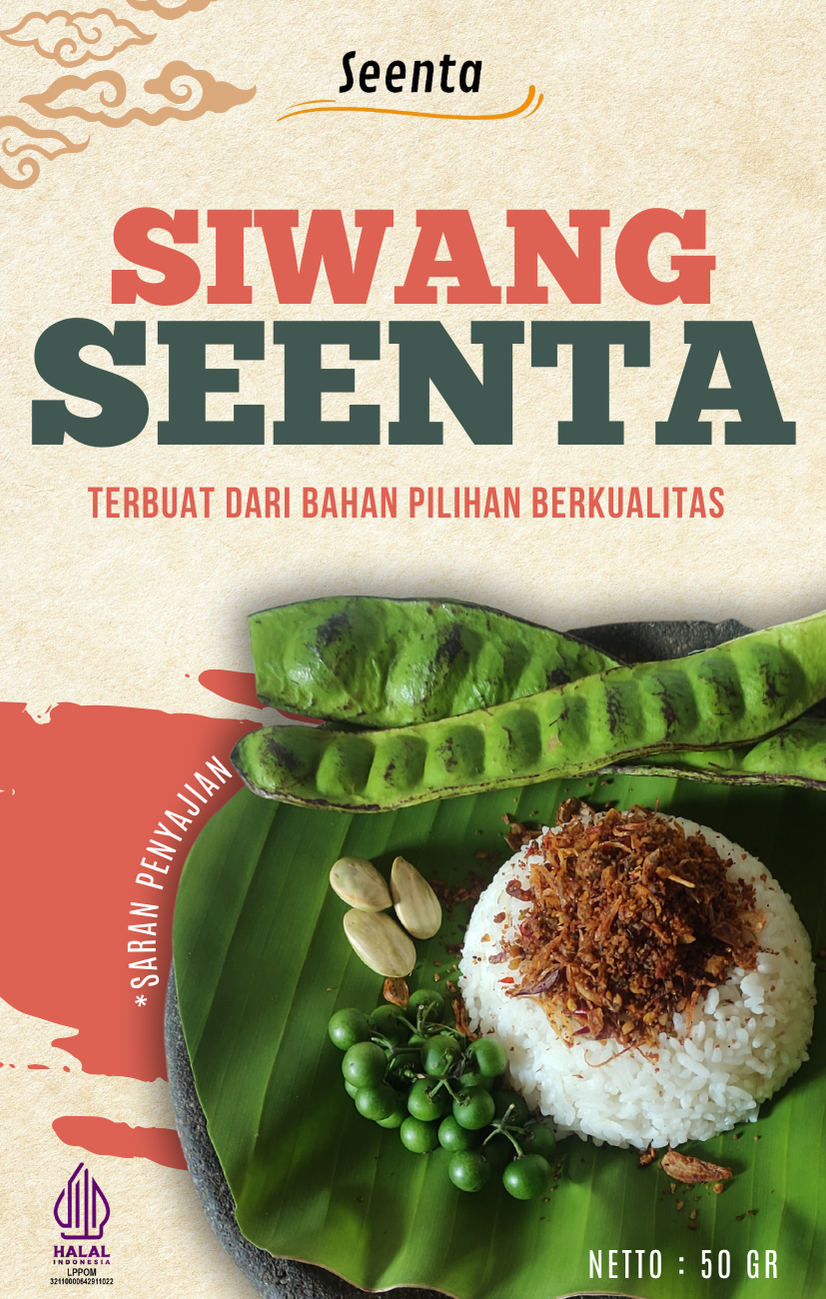 Seenta
SIWANG
SEENTA
TERBUAT DARI BAHAN PILIHAN BERKUALITAS
*SARAN PENYAJIAN
HALAL
INDONESIA
LPPOM
32110000642911022
NETTO : 50 GR